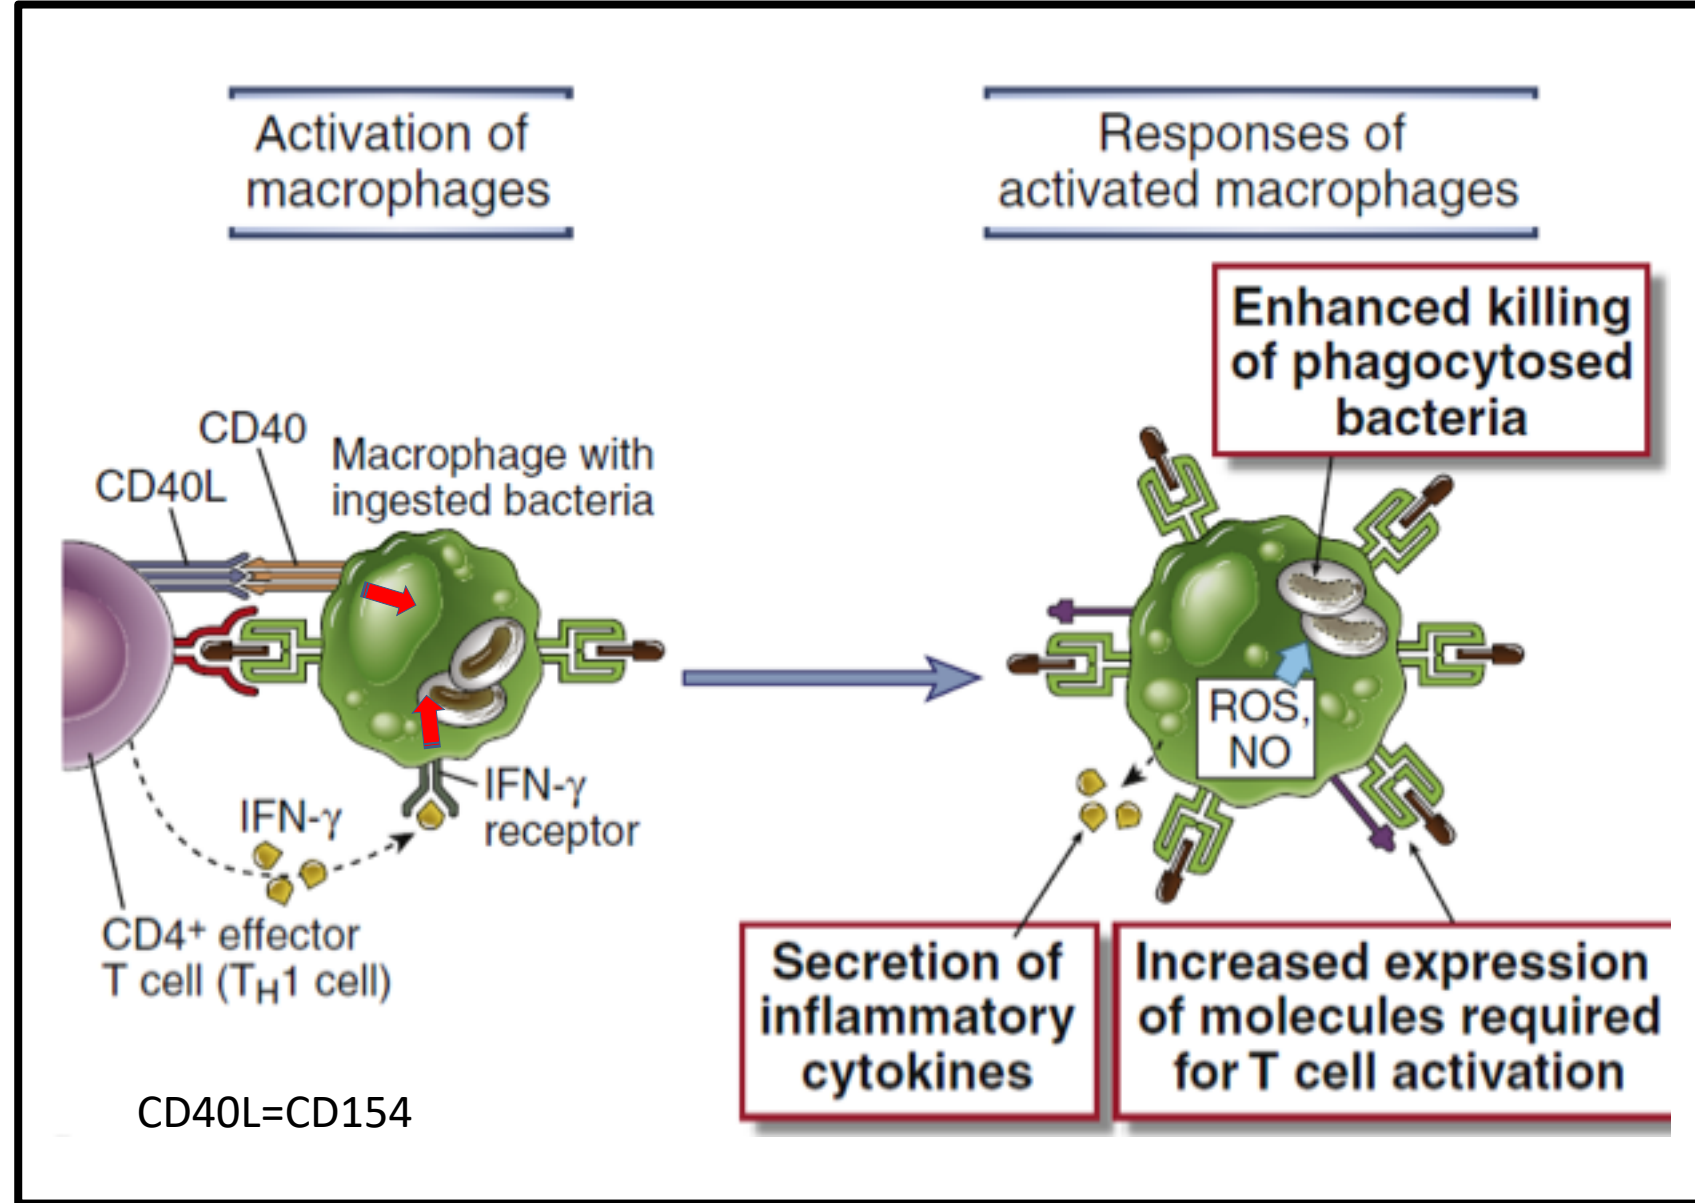 Activation of
macrophages
Responses of
activated macrophages
Enhanced killing
of phagocytosed
bacteria
CD40
CD40L
Macrophage with
ingested bacteria
ROS,
NO
IFN-γ
receptor
IFN-γ
CD4⁺ effector
T cell (T_H1 cell)
Secretion of
inflammatory
cytokines
Increased expression
of molecules required
for T cell activation
CD40L=CD154